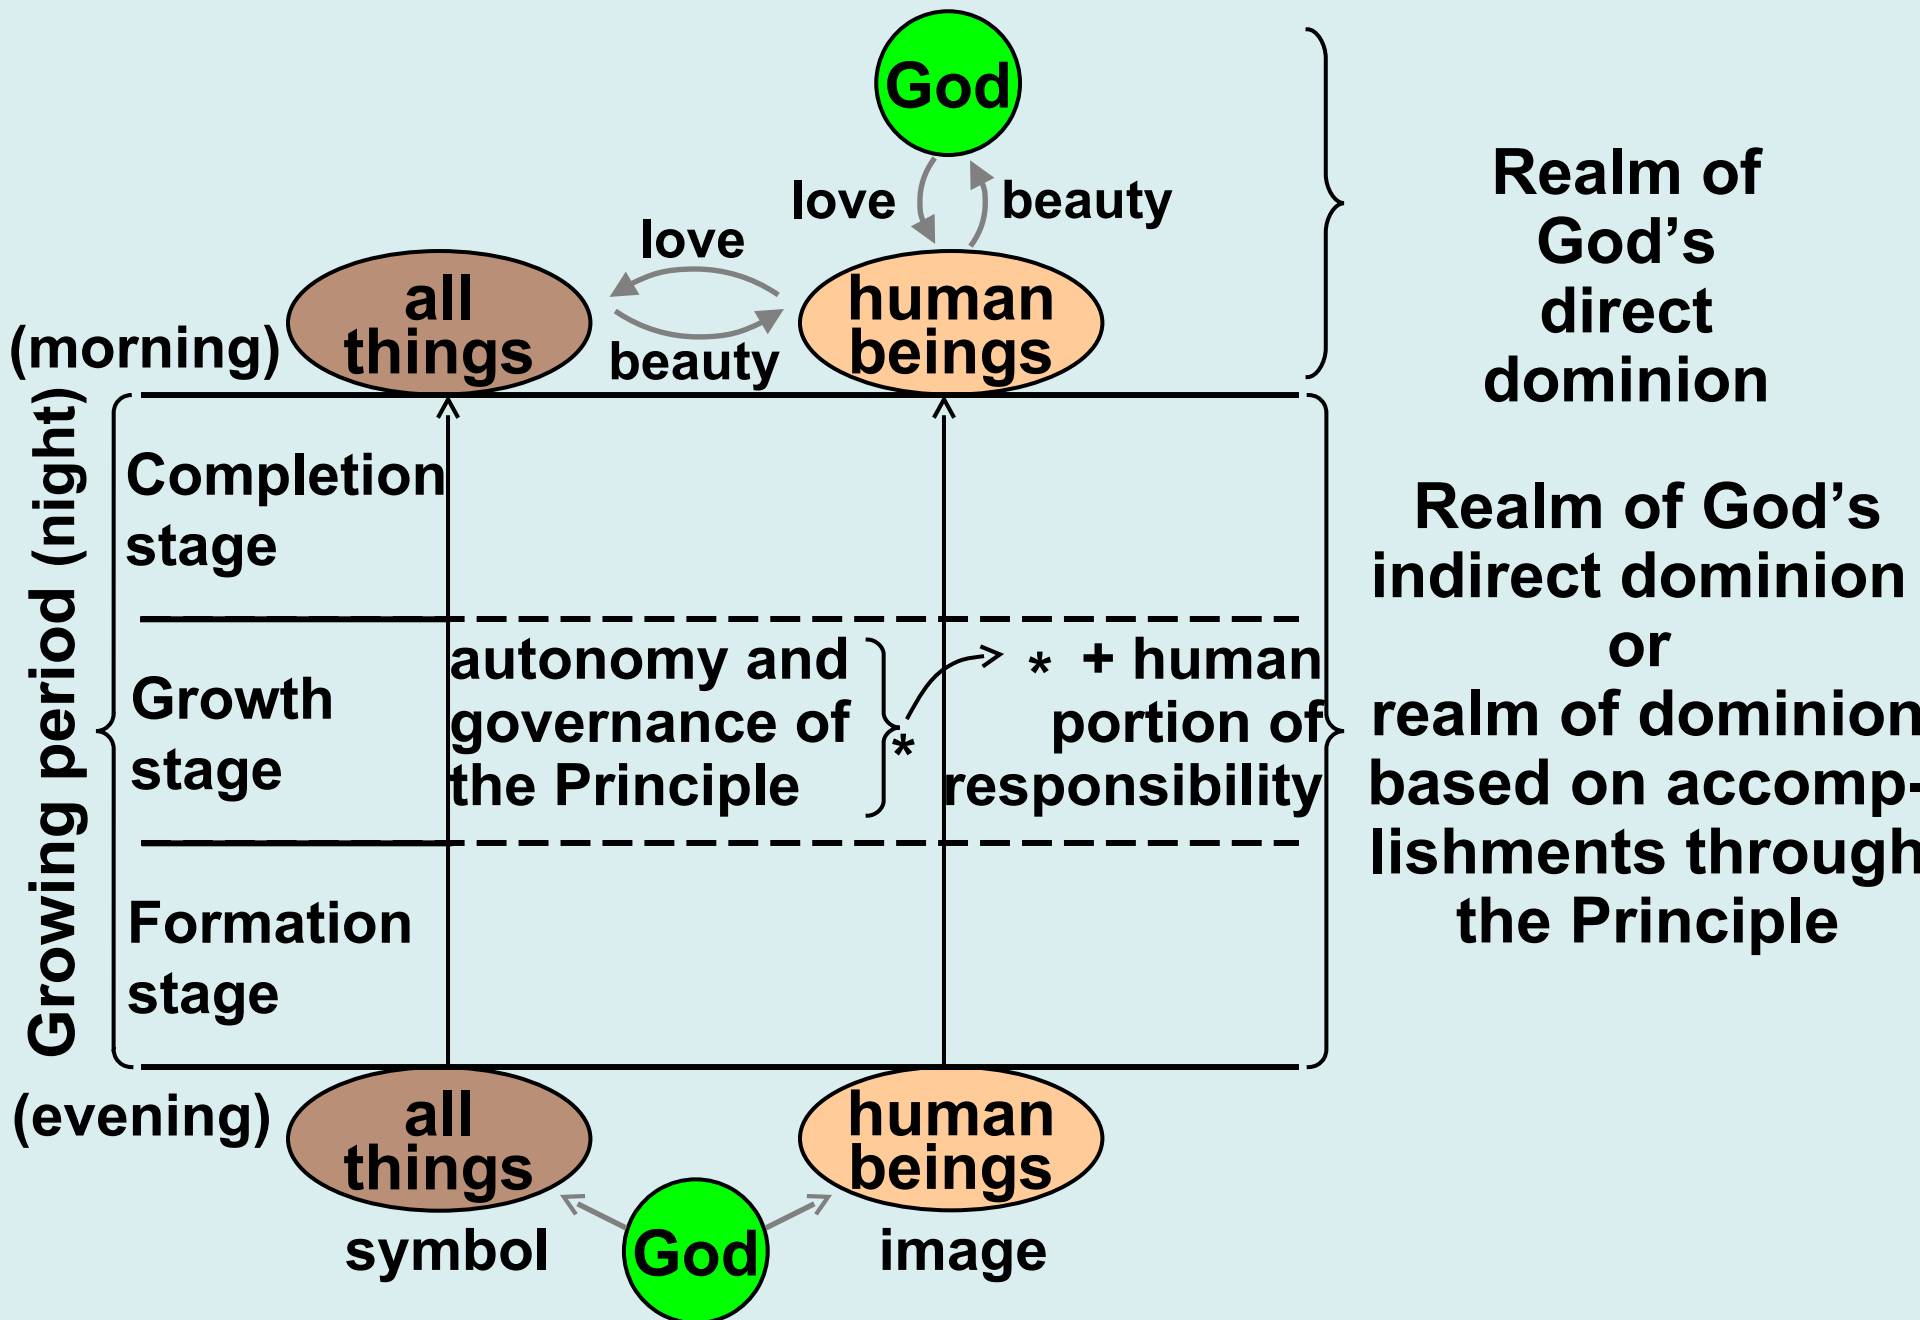 God
love
beauty
love
all
things
human
beings
beauty
(morning)
Realm of
God’s
direct
dominion
Growing period (night)
Completion
stage
Growth
stage
Formation
stage
autonomy and
governance of
the Principle
*
* + human
portion of
responsibility
Realm of God’s
indirect dominion
or
realm of dominion
based on accomp-
lishments through
the Principle
(evening)
all
things
human
beings
symbol
God
image